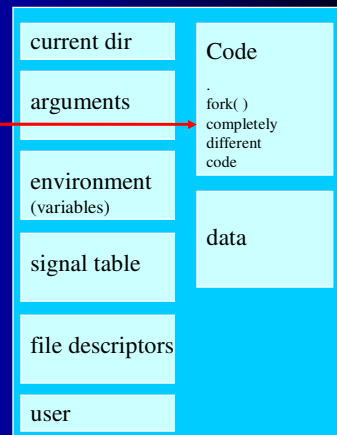 current dir
arguments
environment
(variables)
signal table
file descriptors
user
Code
.
fork( )
completely
different
code
data